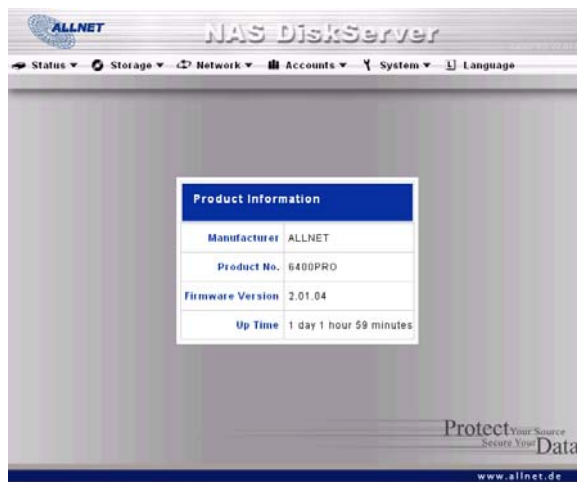 ALLNET
NAS DiskServer
Status Storage Network Accounts System Language
Product Information
Manufacturer ALLNET
Product No. 6400PRO
Firmware Version 2.01.04
Up Time 1 day 1 hour 59 minutes
Protect Your Source
Secure Your Data
www.allnet.de